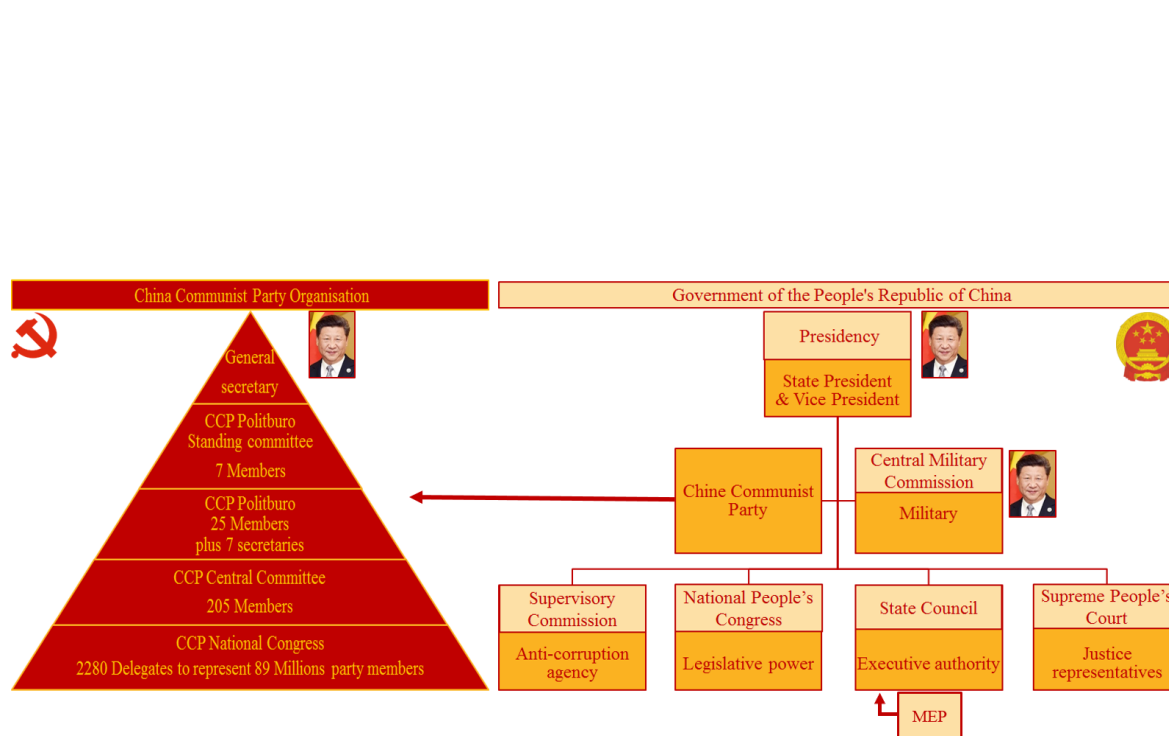 China Communist Party Organisation
General
secretary
CCP Politburo
Standing committee
7 Members
CCP Politburo
25 Members
plus 7 secretaries
CCP Central Committee
205 Members
CCP National Congress
2280 Delegates to represent 89 Millions party members
Government of the People's Republic of China
Presidency
State President
& Vice President
Chine Communist
Party
Central Military
Commission
Military
Supervisory
Commission
Anti-corruption
agency
National People’s
Congress
Legislative power
State Council
Executive authority
MEP
Supreme People’s
Court
Justice
representatives